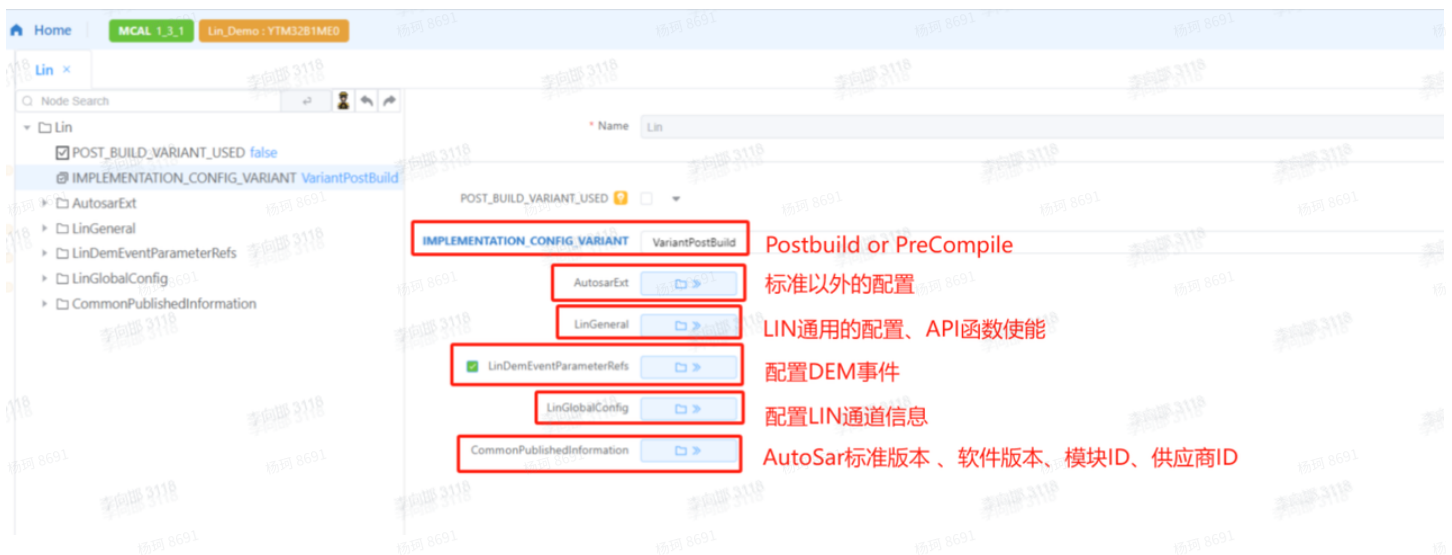 Home MCAL 1_3_1 Lin_Demo : YTM32B1ME0
Lin ×
Node Search
Lin
POST_BUILD_VARIANT_USED false
IMPLEMENTATION_CONFIG_VARIANT VariantPostBuild
AutosarExt
LinGeneral
LinDemEventParameterRefs
LinGlobalConfig
CommonPublishedInformation
* Name Lin
POST_BUILD_VARIANT_USED
IMPLEMENTATION_CONFIG_VARIANT VariantPostBuild Postbuild or PreCompile
AutosarExt 标准以外的配置
LinGeneral LIN通用的配置、API函数使能
LinDemEventParameterRefs 配置DEM事件
LinGlobalConfig 配置LIN通道信息
CommonPublishedInformation AutoSar标准版本 、软件版本、模块ID、供应商ID
杨珂 8691